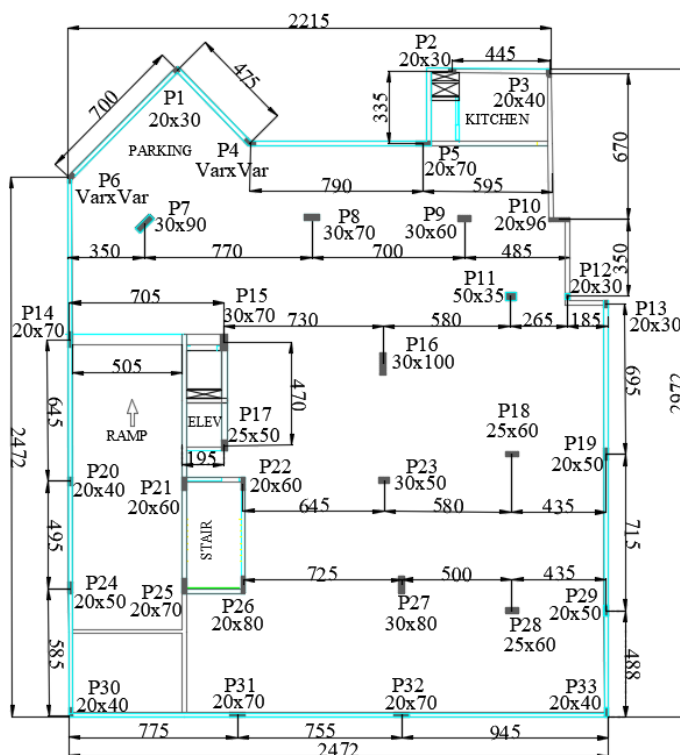 2215
P2
20x30
445
475
700
P1
20x30
335
P3
20x40
KITCHEN
670
PARKING
P4
VarxVar
P5
20x70
P6
VarxVar
790
595
P7
30x90
P8
30x70
P9
30x60
P10
20x96
350
770
700
485
350
P11
50x35
P12
20x30
705
P15
30x70
P14
20x70
730
580
265
185
P13
20x30
P16
30x100
505
470
695
645
RAMP
ELEV
P17
25x50
P18
25x60
2472
195
P19
20x50
P20
20x40
P21
20x60
P22
20x60
P23
30x50
645
580
435
495
STAIR
715
725
500
435
P24
20x50
P25
20x70
P26
20x80
P27
30x80
P28
25x60
P29
20x50
585
488
P30
20x40
P31
20x70
P32
20x70
P33
20x40
775
755
945
2472